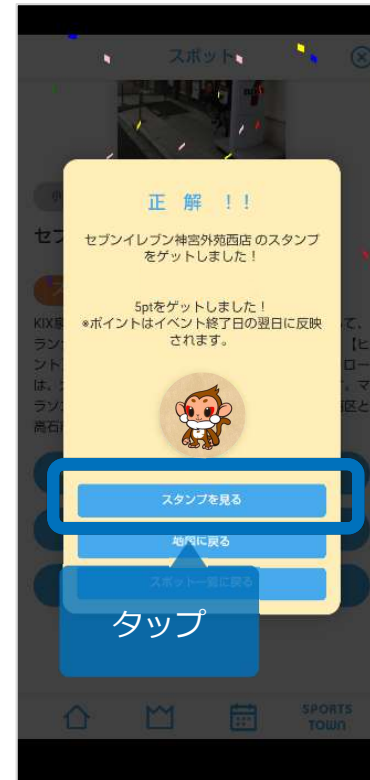 スポット
正 解 !!
セブンイレブン神宮外苑西店 のスタンプ
をゲットしました！
5ptをゲットしました！
※ポイントはイベント終了日の翌日に反映
されます。
スタンプを見る
地図に戻る
スポット一覧に戻る
タップ
SPORTS
TOWN